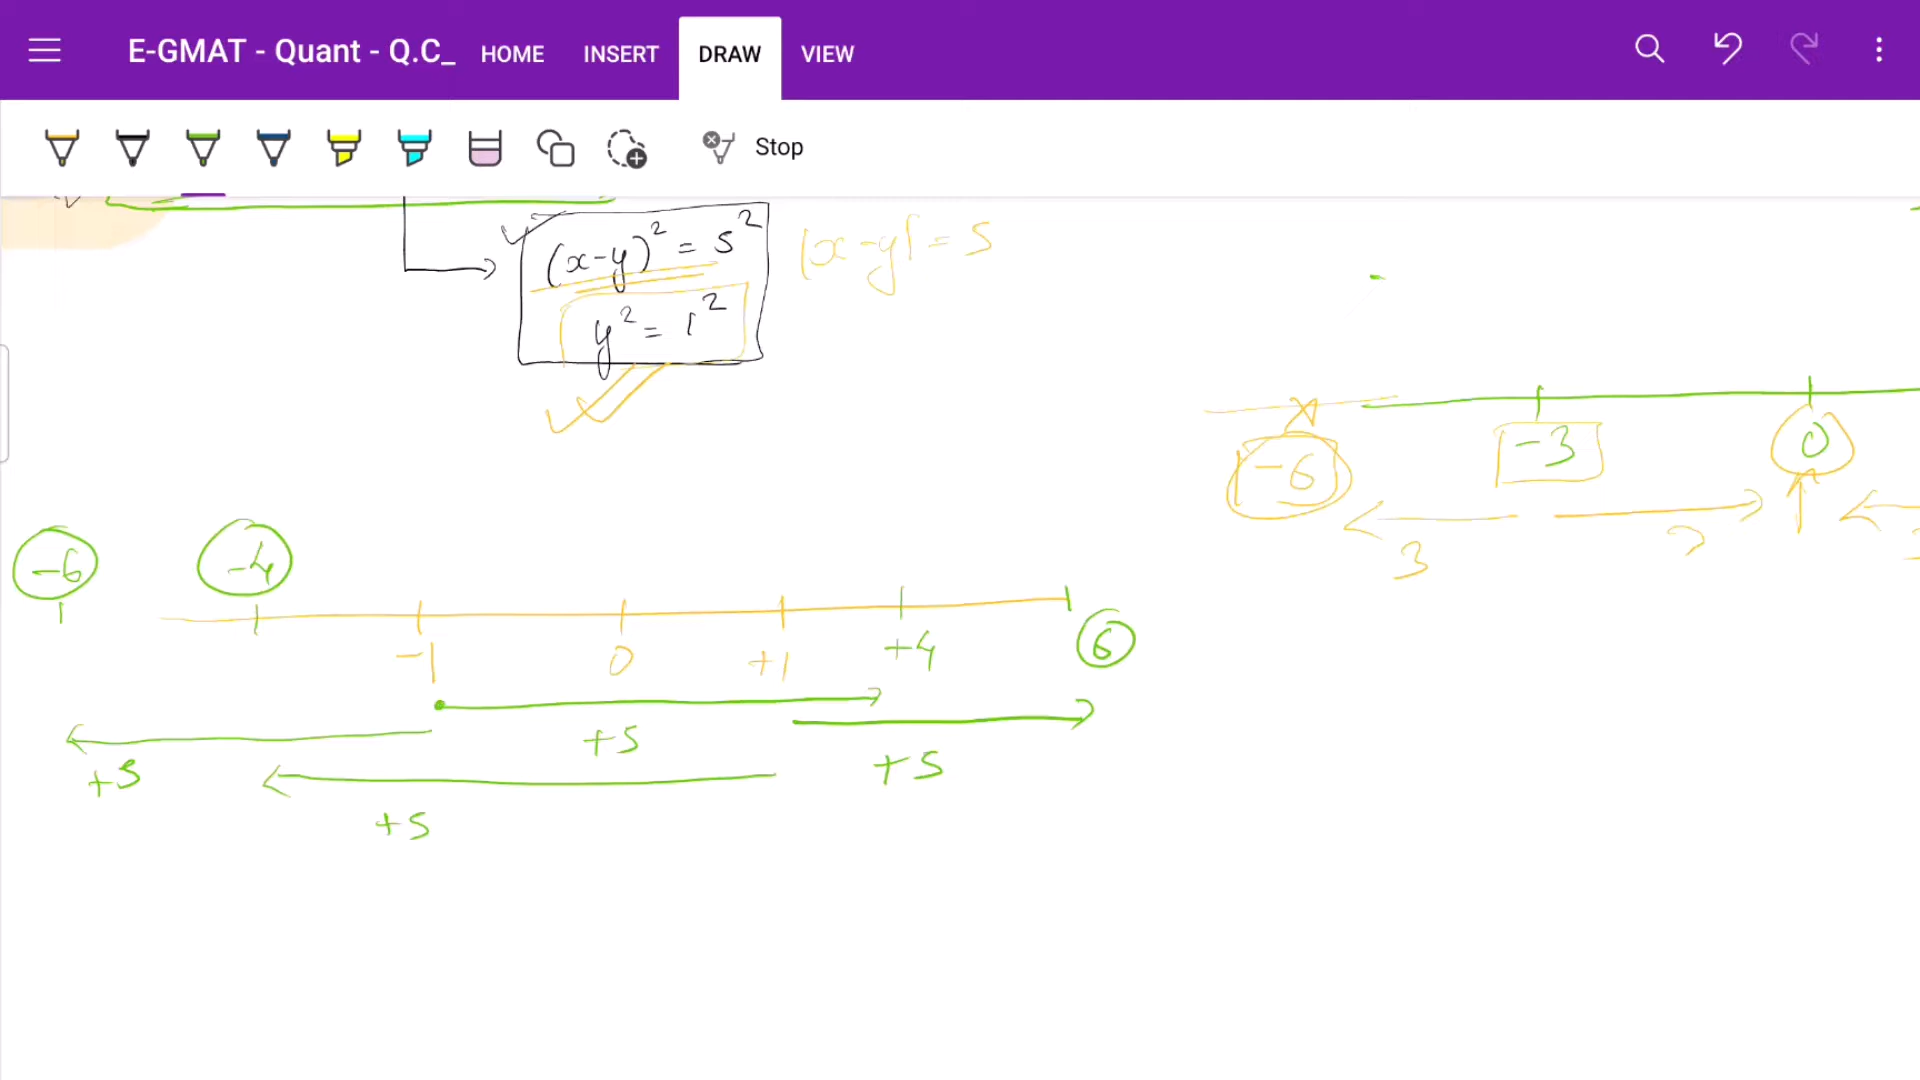 E-GMAT - Quant - Q.C_ HOME INSERT DRAW VIEW
Stop
(x-y)² = 5² |x-y| = 5
y² = 1²
-3 0
-6
3 3
-6 -4
-1 0 +1 +4 6
+5 +5 +5
+5